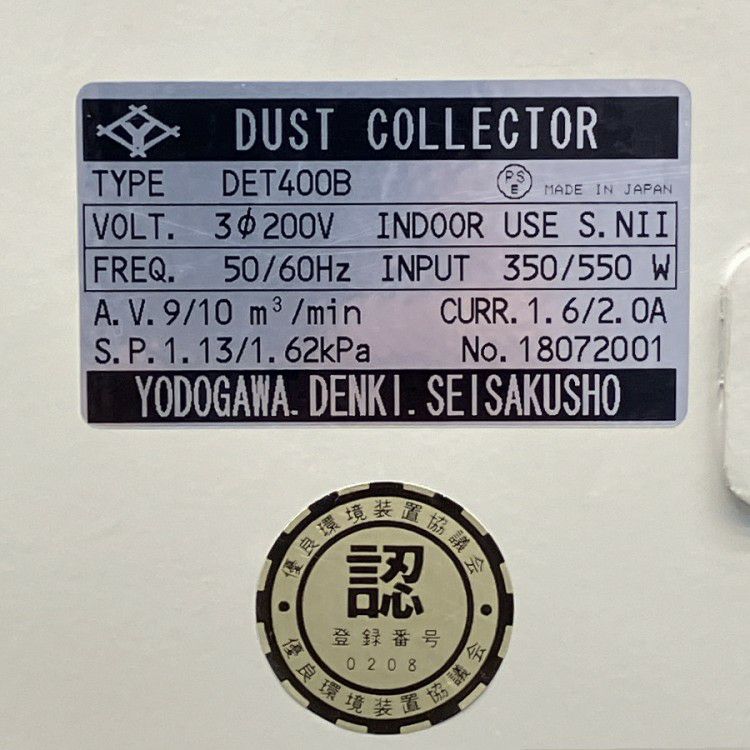 DUST COLLECTOR
TYPE DET400B PSE MADE IN JAPAN
VOLT. 3φ200V INDOOR USE S.NII
FREQ. 50/60Hz INPUT 350/550 W
A.V.9/10 m³/min CURR.1.6/2.0A
S.P.1.13/1.62kPa No.18072001
YODOGAWA.DENKI.SEISAKUSHO
優良環境装置協議会
認
登録番号
0208
優良環境装置協議会